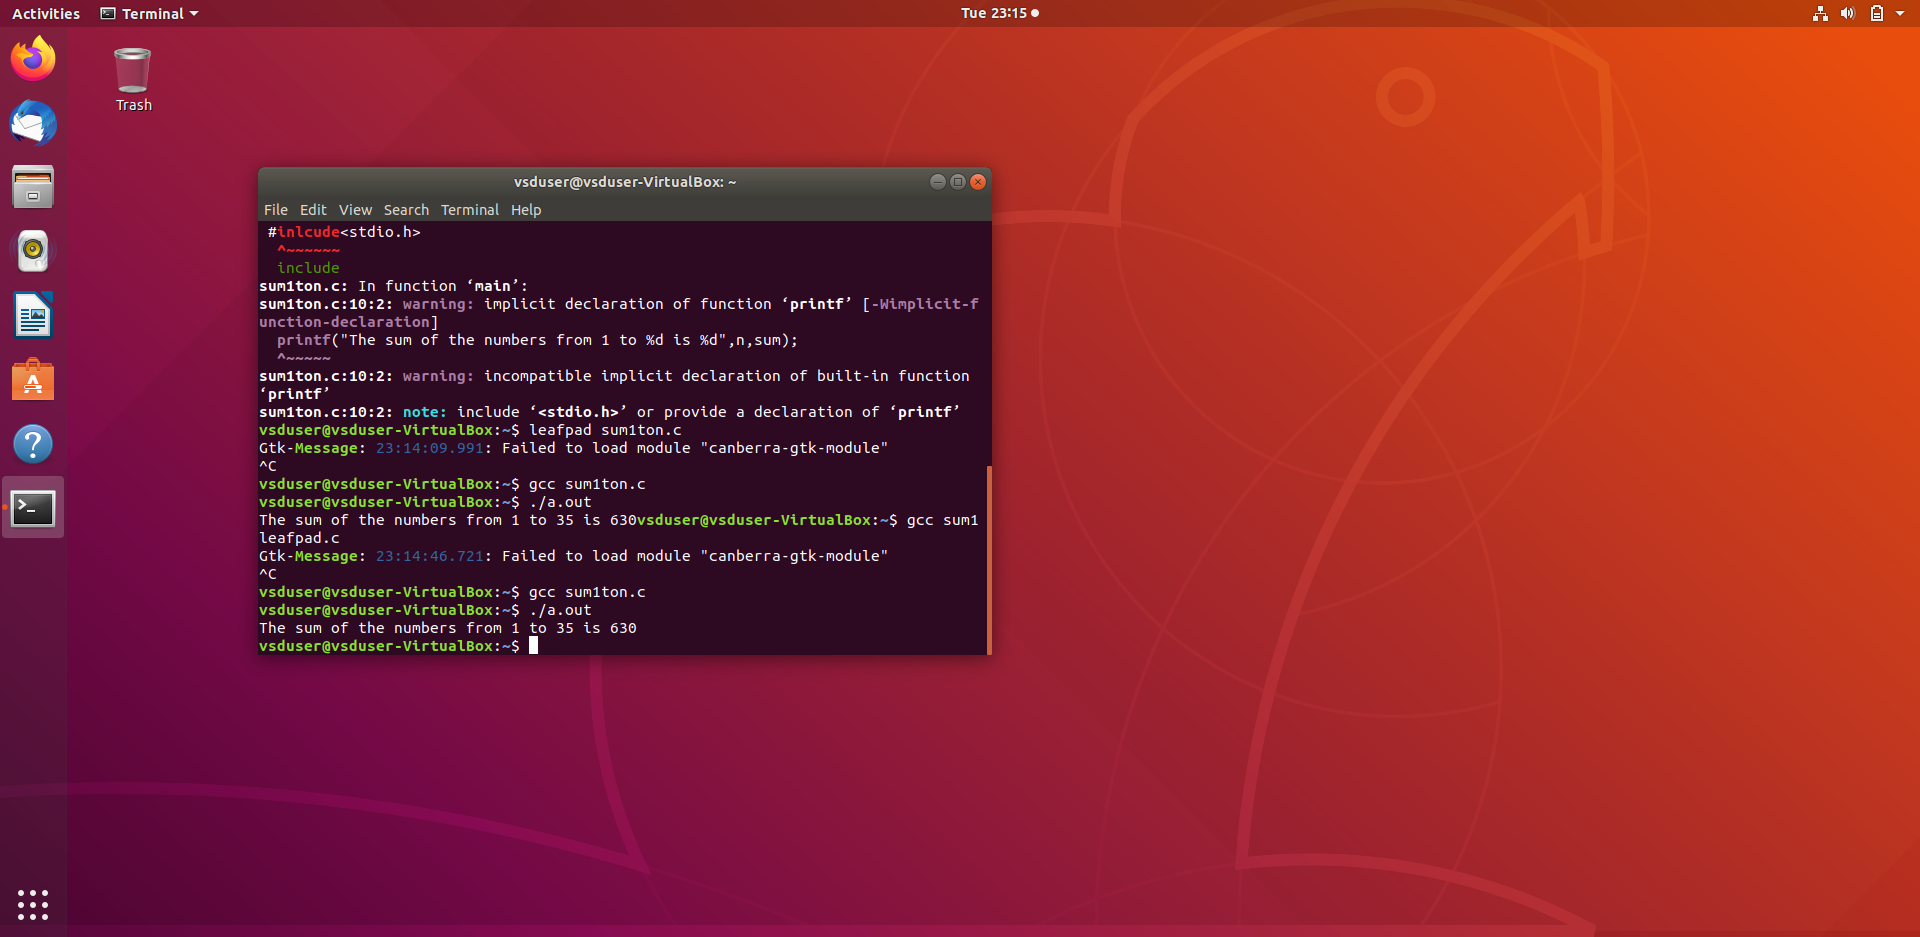 Activities Terminal Tue 23:15
Trash
vsduser@vsduser-VirtualBox: ~
File Edit View Search Terminal Help
#inlcude<stdio.h>
^~~~~~~
include
sum1ton.c: In function ‘main’:
sum1ton.c:10:2: warning: implicit declaration of function ‘printf’ [-Wimplicit-f
unction-declaration]
printf("The sum of the numbers from 1 to %d is %d",n,sum);
^~~~~~
sum1ton.c:10:2: warning: incompatible implicit declaration of built-in function
‘printf’
sum1ton.c:10:2: note: include ‘<stdio.h>’ or provide a declaration of ‘printf’
vsduser@vsduser-VirtualBox:~$ leafpad sum1ton.c
Gtk-Message: 23:14:09.991: Failed to load module "canberra-gtk-module"
^C
vsduser@vsduser-VirtualBox:~$ gcc sum1ton.c
vsduser@vsduser-VirtualBox:~$ ./a.out
The sum of the numbers from 1 to 35 is 630vsduser@vsduser-VirtualBox:~$ gcc sum1
leafpad.c
Gtk-Message: 23:14:46.721: Failed to load module "canberra-gtk-module"
^C
vsduser@vsduser-VirtualBox:~$ gcc sum1ton.c
vsduser@vsduser-VirtualBox:~$ ./a.out
The sum of the numbers from 1 to 35 is 630
vsduser@vsduser-VirtualBox:~$